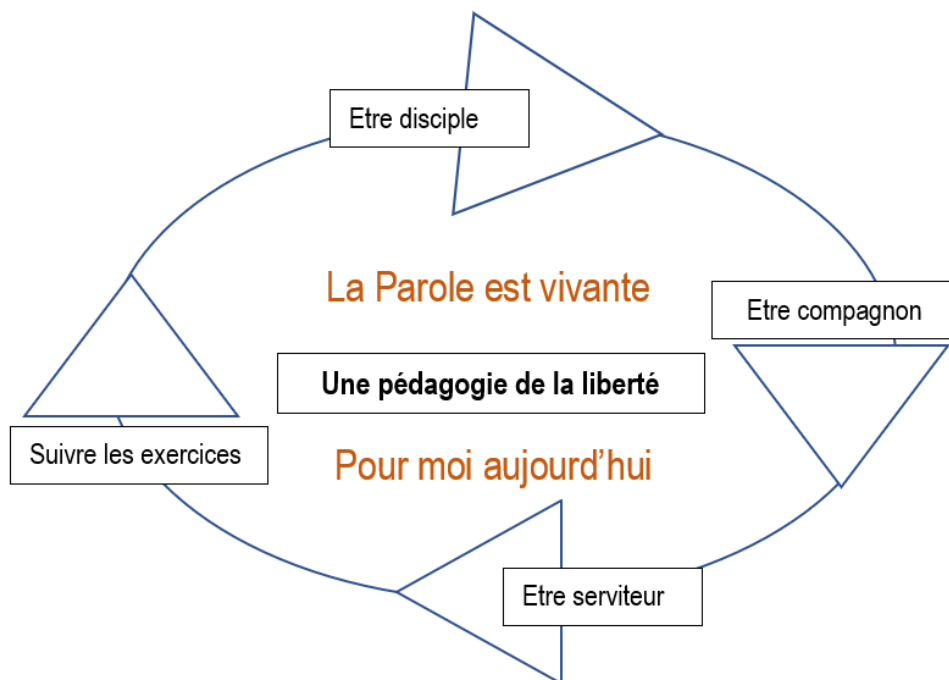 Etre disciple
La Parole est vivante
Etre compagnon
Une pédagogie de la liberté
Suivre les exercices
Pour moi aujourd’hui
Etre serviteur